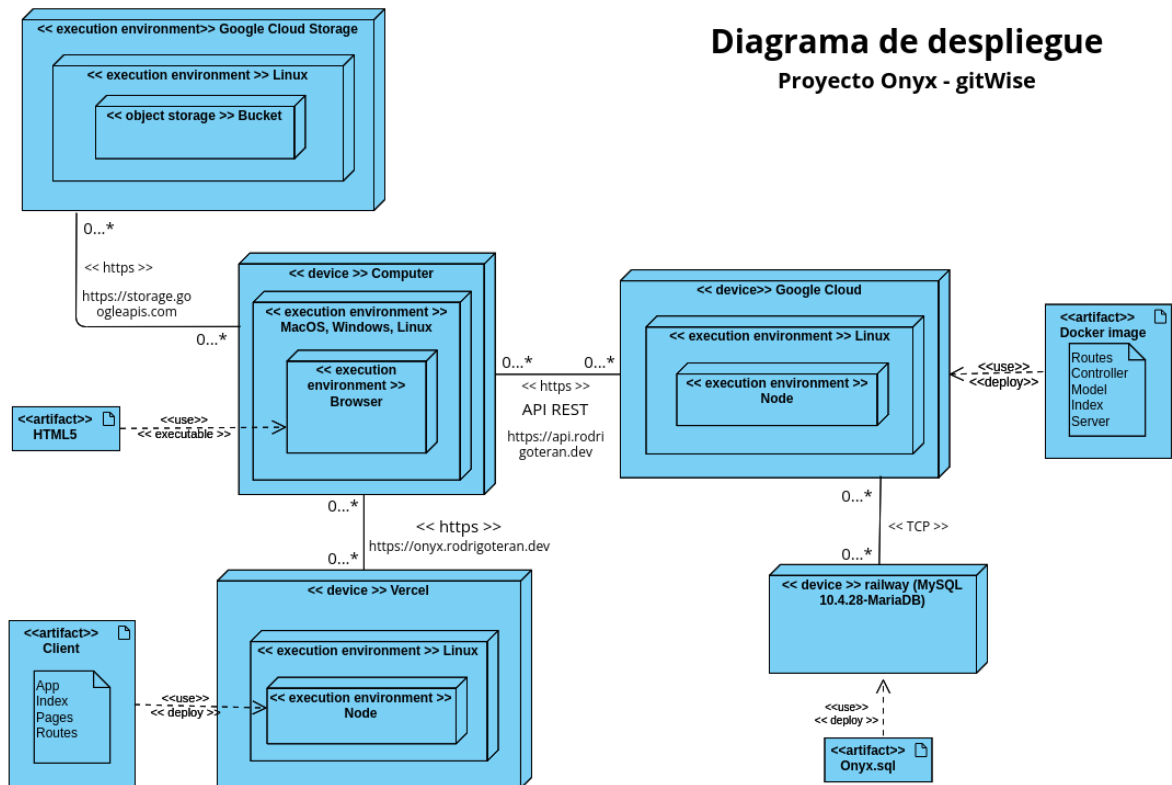 Diagrama de despliegue
Proyecto Onyx - gitWise
<< execution environment>> Google Cloud Storage
<< execution environment >> Linux
<< object storage >> Bucket
0...*
<< https >>
https://storage.go
ogleapis.com
0...*
<< device >> Computer
<< execution environment >>
MacOS, Windows, Linux
<< execution
environment >>
Browser
<<artifact>>
HTML5
<<use>>
<< executable >>
0...*
0...*
<< https >>
API REST
https://api.rodri
goteran.dev
<< device>> Google Cloud
<< execution environment >> Linux
<< execution environment >>
Node
<<use>>
<<deploy>>
<<artifact>>
Docker image
Routes
Controller
Model
Index
Server
0...*
<< https >>
https://onyx.rodrigoteran.dev
0...*
0...*
<< TCP >>
0...*
<< device >> Vercel
<< execution environment >> Linux
<< execution environment >>
Node
<<artifact>>
Client
App
Index
Pages
Routes
<<use>>
<< deploy >>
<< device >> railway (MySQL
10.4.28-MariaDB)
<<use>>
<< deploy >>
<<artifact>>
Onyx.sql